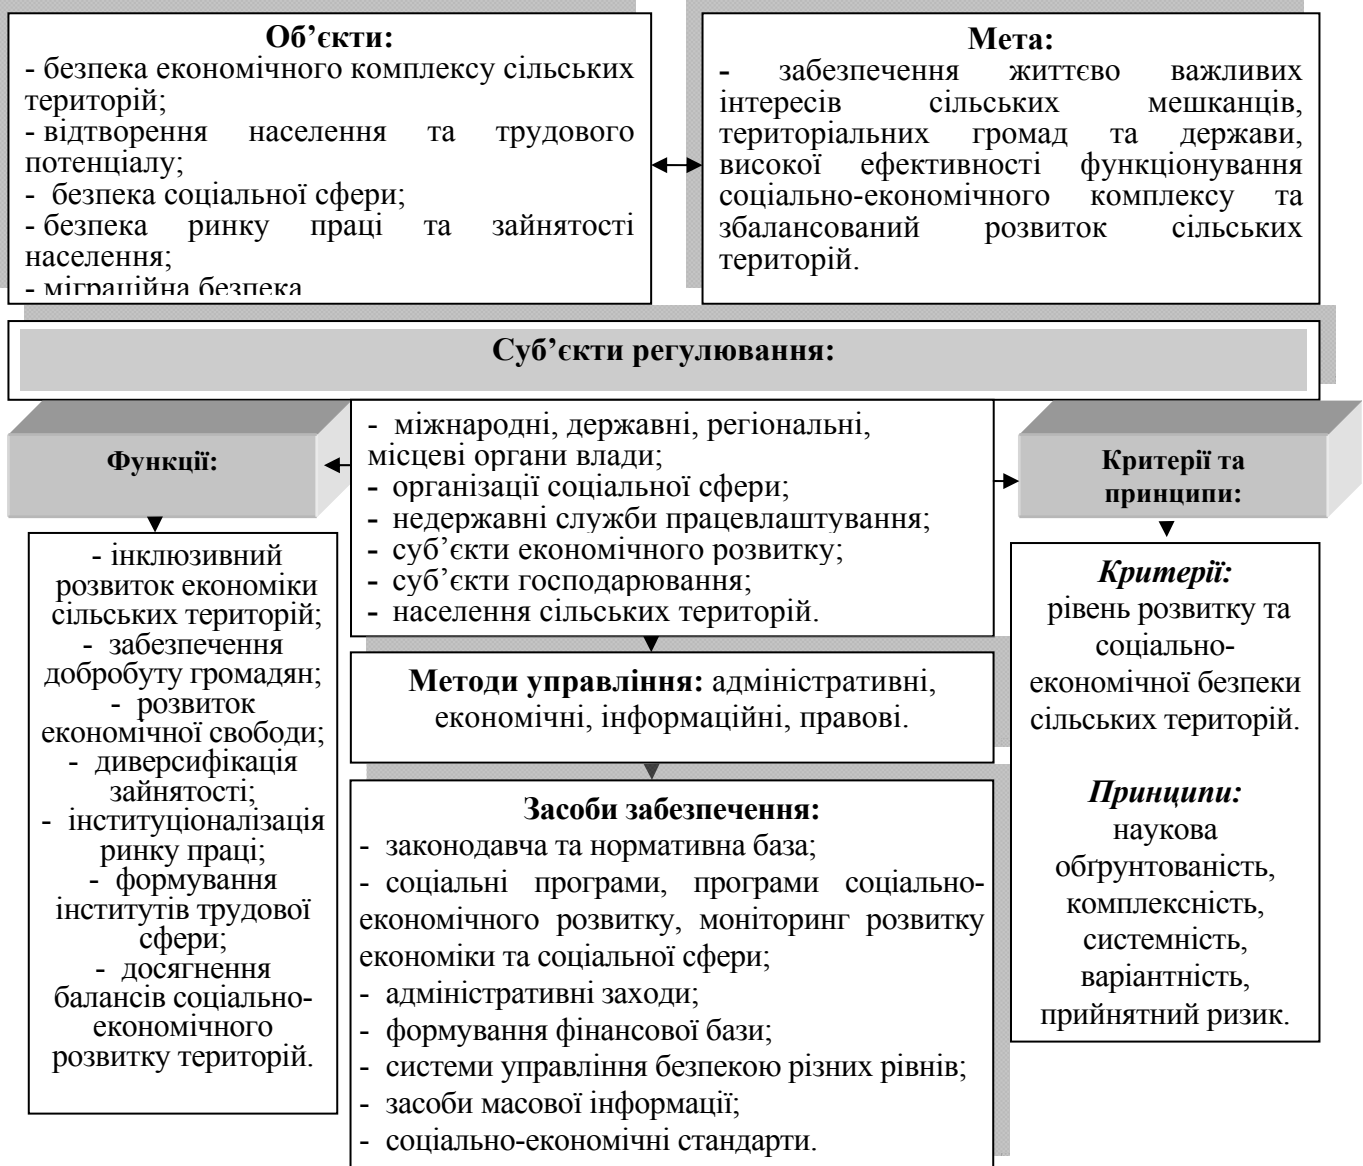 Об’єкти:
- безпека економічного комплексу сільських
територій;
- відтворення населення та трудового
потенціалу;
- безпека соціальної сфери;
- безпека ринку праці та зайнятості
населення;
- міграційна безпека
Мета:
- забезпечення життєво важливих
інтересів сільських мешканців,
територіальних громад та держави,
високої ефективності функціонування
соціально-економічного комплексу та
збалансований розвиток сільських
територій.
Суб’єкти регулювання:
Функції:
- міжнародні, державні, регіональні,
місцеві органи влади;
- організації соціальної сфери;
- недержавні служби працевлаштування;
- суб’єкти економічного розвитку;
- суб’єкти господарювання;
- населення сільських територій.
Критерії та
принципи:
- інклюзивний
розвиток економіки
сільських територій;
- забезпечення
добробуту громадян;
- розвиток
економічної свободи;
- диверсифікація
зайнятості;
- інституціоналізація
ринку праці;
- формування
інститутів трудової
сфери;
- досягнення
балансів соціально-
економічного
розвитку територій.
Методи управління: адміністративні,
економічні, інформаційні, правові.
Засоби забезпечення:
- законодавча та нормативна база;
- соціальні програми, програми соціально-
економічного розвитку, моніторинг розвитку
економіки та соціальної сфери;
- адміністративні заходи;
- формування фінансової бази;
- системи управління безпекою різних рівнів;
- засоби масової інформації;
- соціально-економічні стандарти.
Критерії:
рівень розвитку та
соціально-
економічної безпеки
сільських територій.
Принципи:
наукова
обґрунтованість,
комплексність,
системність,
варіантність,
прийнятний ризик.